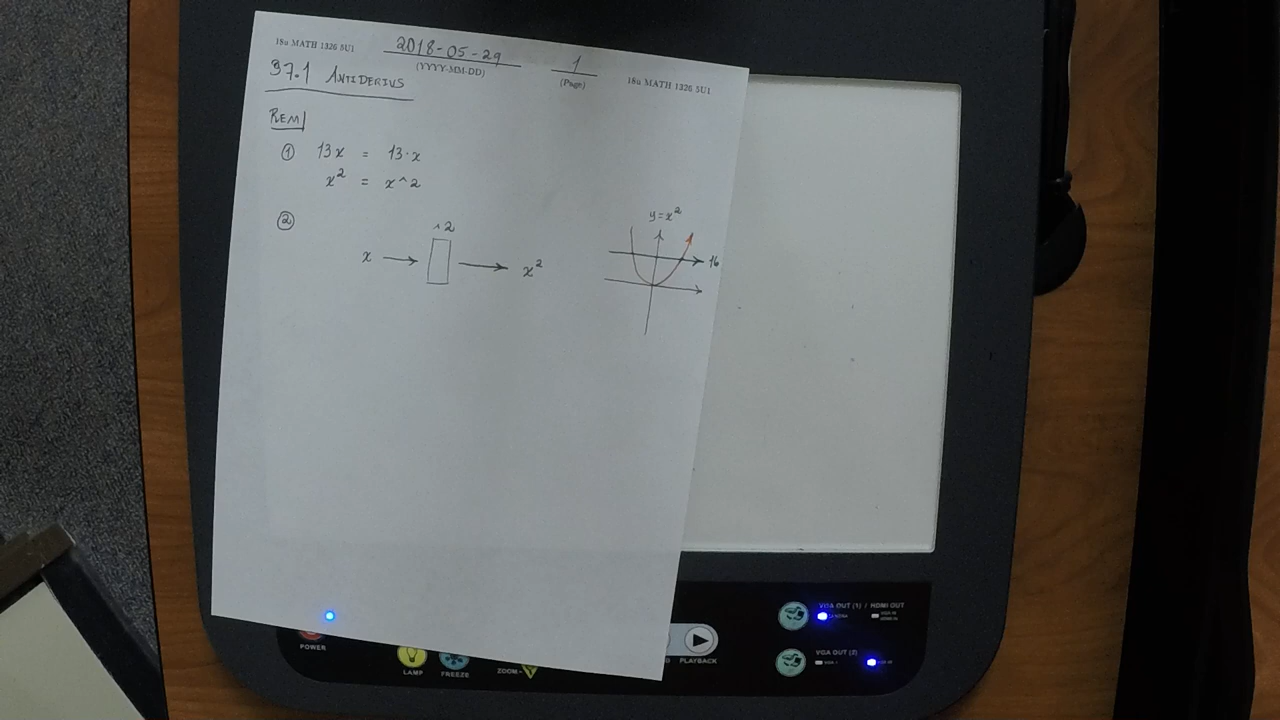 18u MATH 1326 5U1
2018-05-29
(YYYY-MM-DD)
1
(Page)
18u MATH 1326 5U1
37.1 ANTIDERIVS
REM
① 13x = 13·x
x² = x^2
②
^2
x → → x²
y=x²
16
POWER
LAMP
FREEZE
ZOOM-
PLAYBACK
VGA OUT (1) / HDMI OUT
VGA OUT (2)